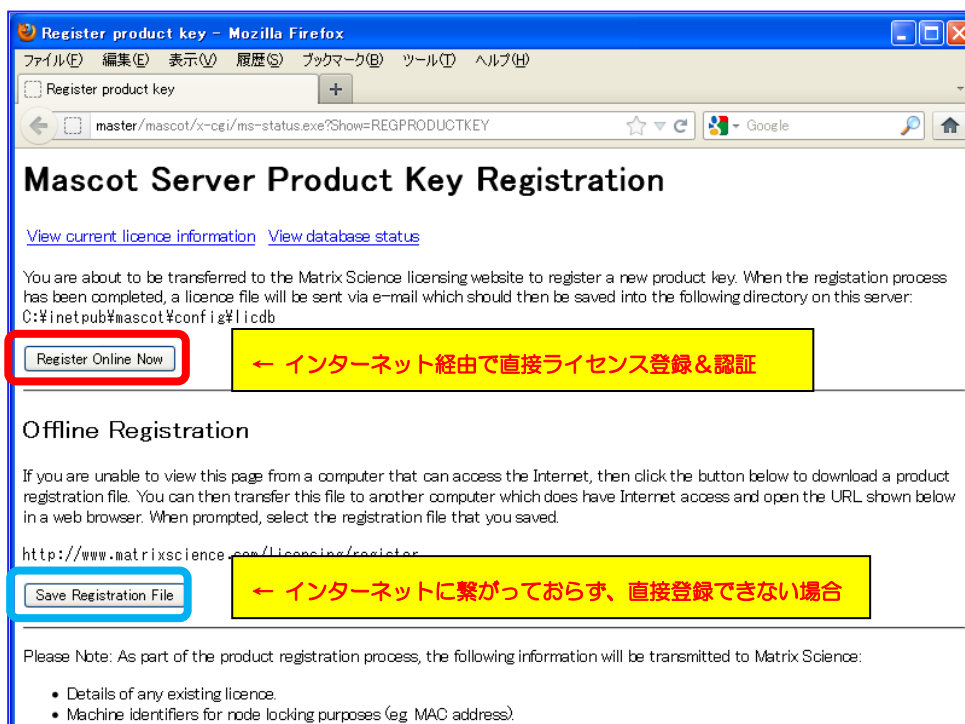 Register product key - Mozilla Firefox
ファイル(F) 編集(E) 表示(V) 履歴(S) ブックマーク(B) ツール(T) ヘルプ(H)
Register product key
master/mascot/x-cgi/ms-status.exe?Show=REGPRODUCTKEY
Google
Mascot Server Product Key Registration
View current licence information View database status
You are about to be transferred to the Matrix Science licensing website to register a new product key. When the registation process
has been completed, a licence file will be sent via e-mail which should then be saved into the following directory on this server:
C:¥inetpub¥mascot¥config¥licdb
Register Online Now
← インターネット経由で直接ライセンス登録&認証
Offline Registration
If you are unable to view this page from a computer that can access the Internet, then click the button below to download a product
registration file. You can then transfer this file to another computer which does have Internet access and open the URL shown below
in a web browser. When prompted, select the registration file that you saved.
http://www.matrixscience.com/licensing/register
Save Registration File
← インターネットに繋がっておらず、直接登録できない場合
Please Note: As part of the product registration process, the following information will be transmitted to Matrix Science:
• Details of any existing licence.
• Machine identifiers for node locking purposes (eg MAC address).